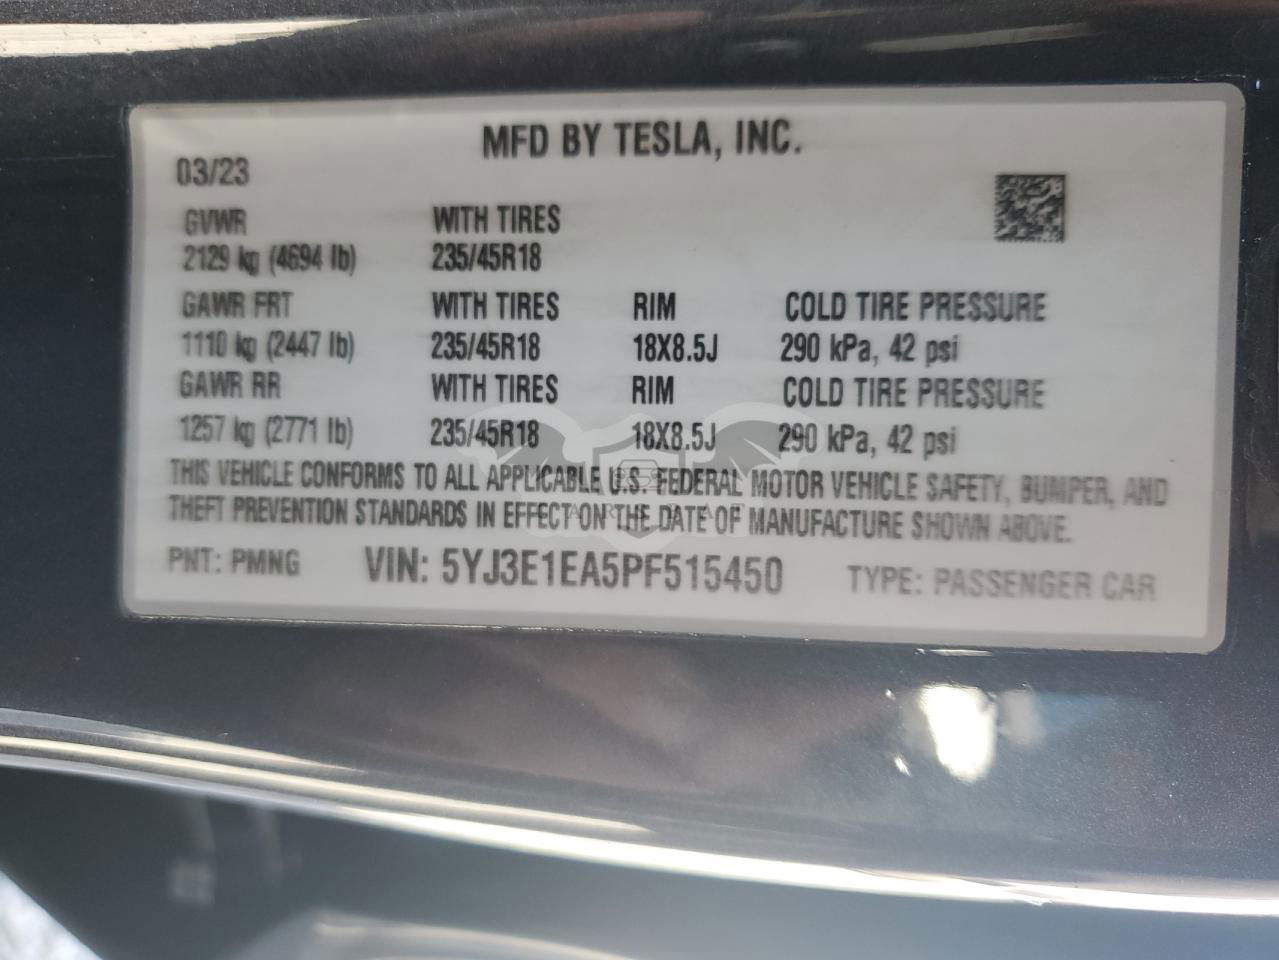 MFD BY TESLA, INC.
03/23
GVWR WITH TIRES
2129 kg (4694 lb) 235/45R18
GAWR FRT WITH TIRES RIM COLD TIRE PRESSURE
1110 kg (2447 lb) 235/45R18 18X8.5J 290 kPa, 42 psi
GAWR RR WITH TIRES RIM COLD TIRE PRESSURE
1257 kg (2771 lb) 235/45R18 18X8.5J 290 kPa, 42 psi
THIS VEHICLE CONFORMS TO ALL APPLICABLE U.S. FEDERAL MOTOR VEHICLE SAFETY, BUMPER, AND
THEFT PREVENTION STANDARDS IN EFFECT ON THE DATE OF MANUFACTURE SHOWN ABOVE.
PNT: PMNG VIN: 5YJ3E1EA5PF515450 TYPE: PASSENGER CAR